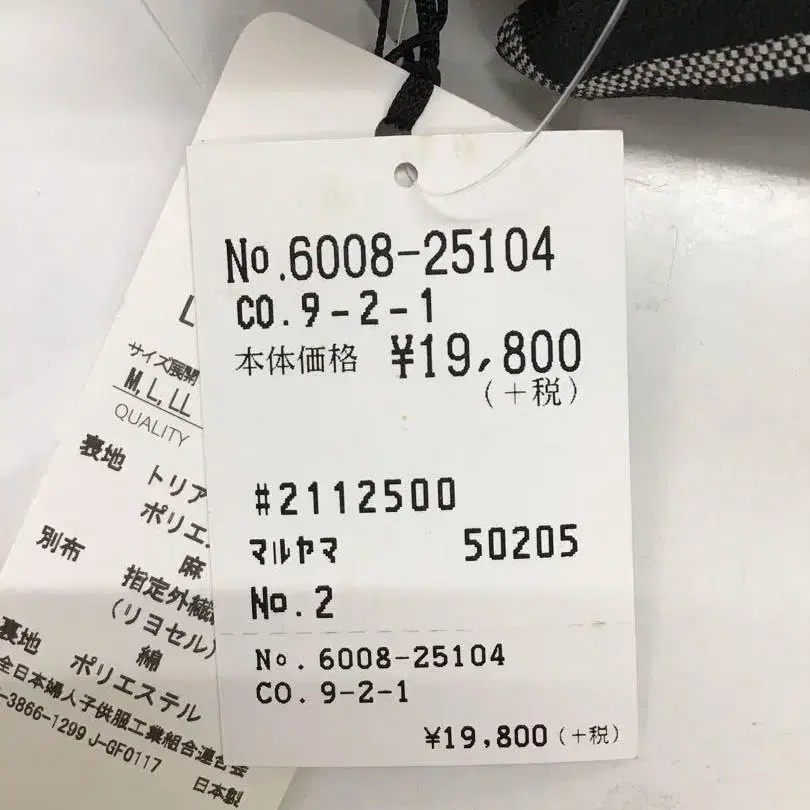 No.6008-25104
CO.9-2-1
本体価格 ¥19,800
(+税)
#2112500
マルヤマ 50205
No.2
No.6008-25104
CO.9-2-1
¥19,800(+税)
L
サイズ展開
M,L,LL
QUALITY
表地 トリア
ポリエ
麻
別布 指定外繊
(リヨセル)
綿
裏地 ポリエステル
全日本婦人子供服工業組合連合会
-3866-1299 J-GF0117
日本製